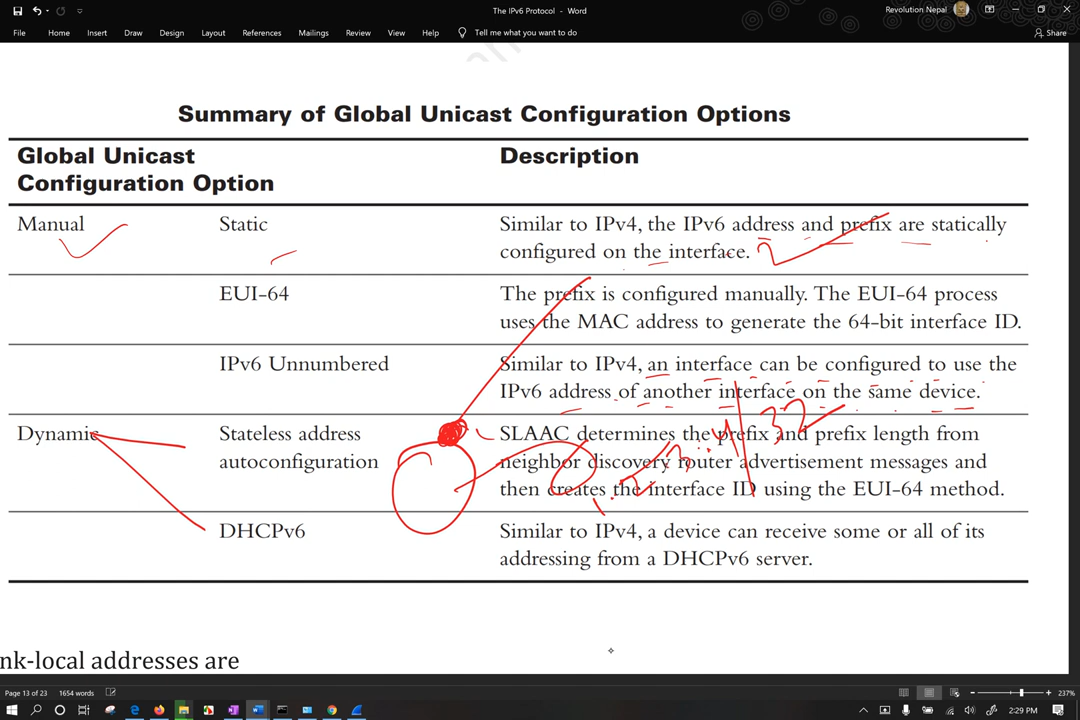 The IPv6 Protocol - Word
Revolution Nepal
File Home Insert Draw Design Layout References Mailings Review View Help Tell me what you want to do
Share
Summary of Global Unicast Configuration Options
Global Unicast
Configuration Option
Description
Manual
Static
Similar to IPv4, the IPv6 address and prefix are statically
configured on the interface.
EUI-64
The prefix is configured manually. The EUI-64 process
uses the MAC address to generate the 64-bit interface ID.
IPv6 Unnumbered
Similar to IPv4, an interface can be configured to use the
IPv6 address of another interface on the same device.
Dynamic
Stateless address
autoconfiguration
SLAAC determines the prefix and prefix length from
neighbor discovery router advertisement messages and
then creates the interface ID using the EUI-64 method.
DHCPv6
Similar to IPv4, a device can receive some or all of its
addressing from a DHCPv6 server.
nk-local addresses are
Page 13 of 23 1654 words
237%
2:29 PM